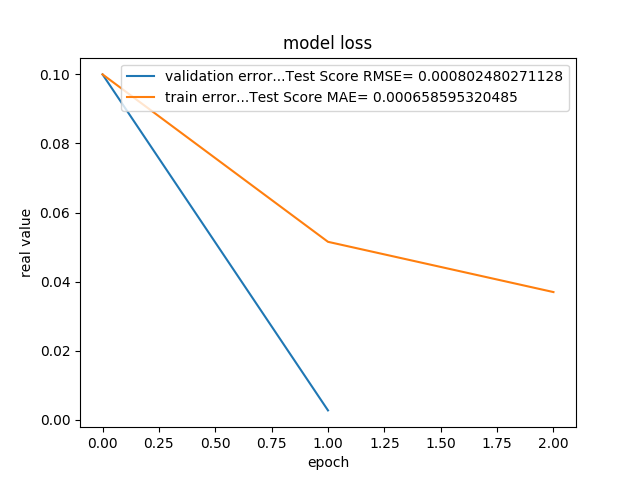 model loss
validation error...Test Score RMSE= 0.000802480271128
train error...Test Score MAE= 0.000658595320485
0.10
0.08
0.06
0.04
0.02
0.00
real value
0.00 0.25 0.50 0.75 1.00 1.25 1.50 1.75 2.00
epoch